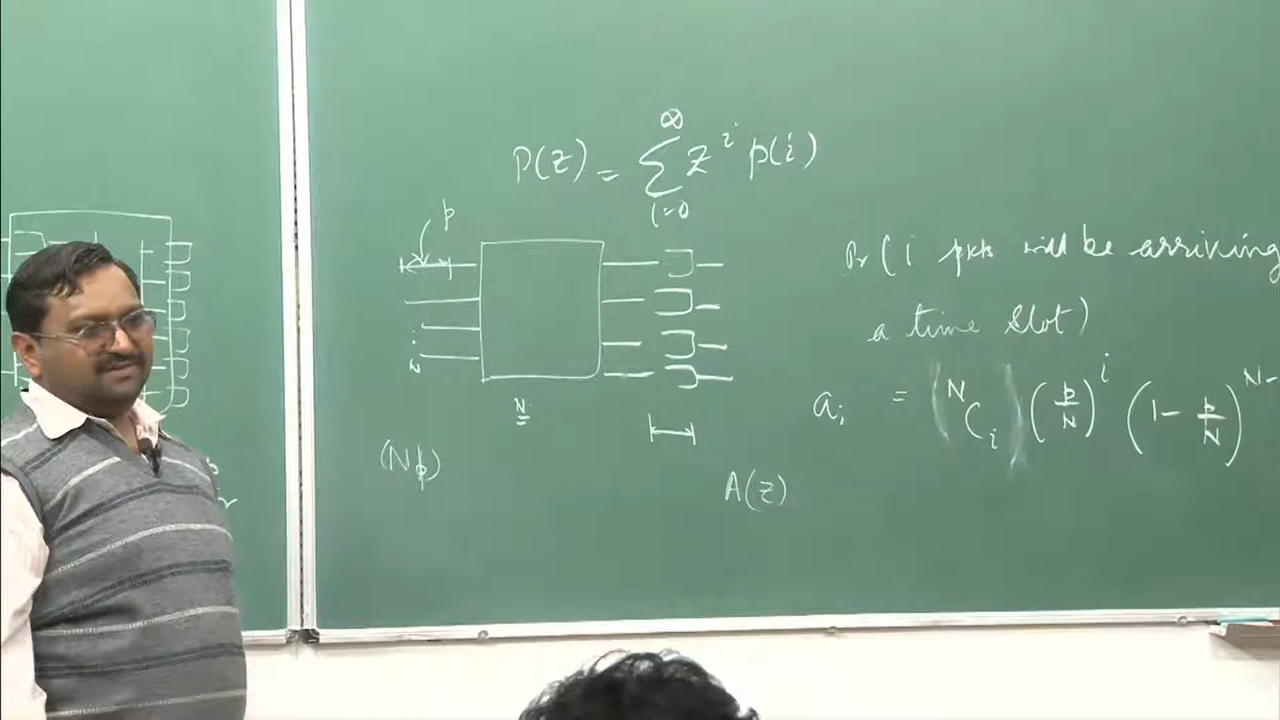 P(z) = ∑_{i=0}^{∞} z^i p(i)
p
N
N
(Np)
A(z)
Pr ( i pkts will be arriving
a time slot)
a_i = (^N C_i) (p/N)^i (1 - p/N)^{N-